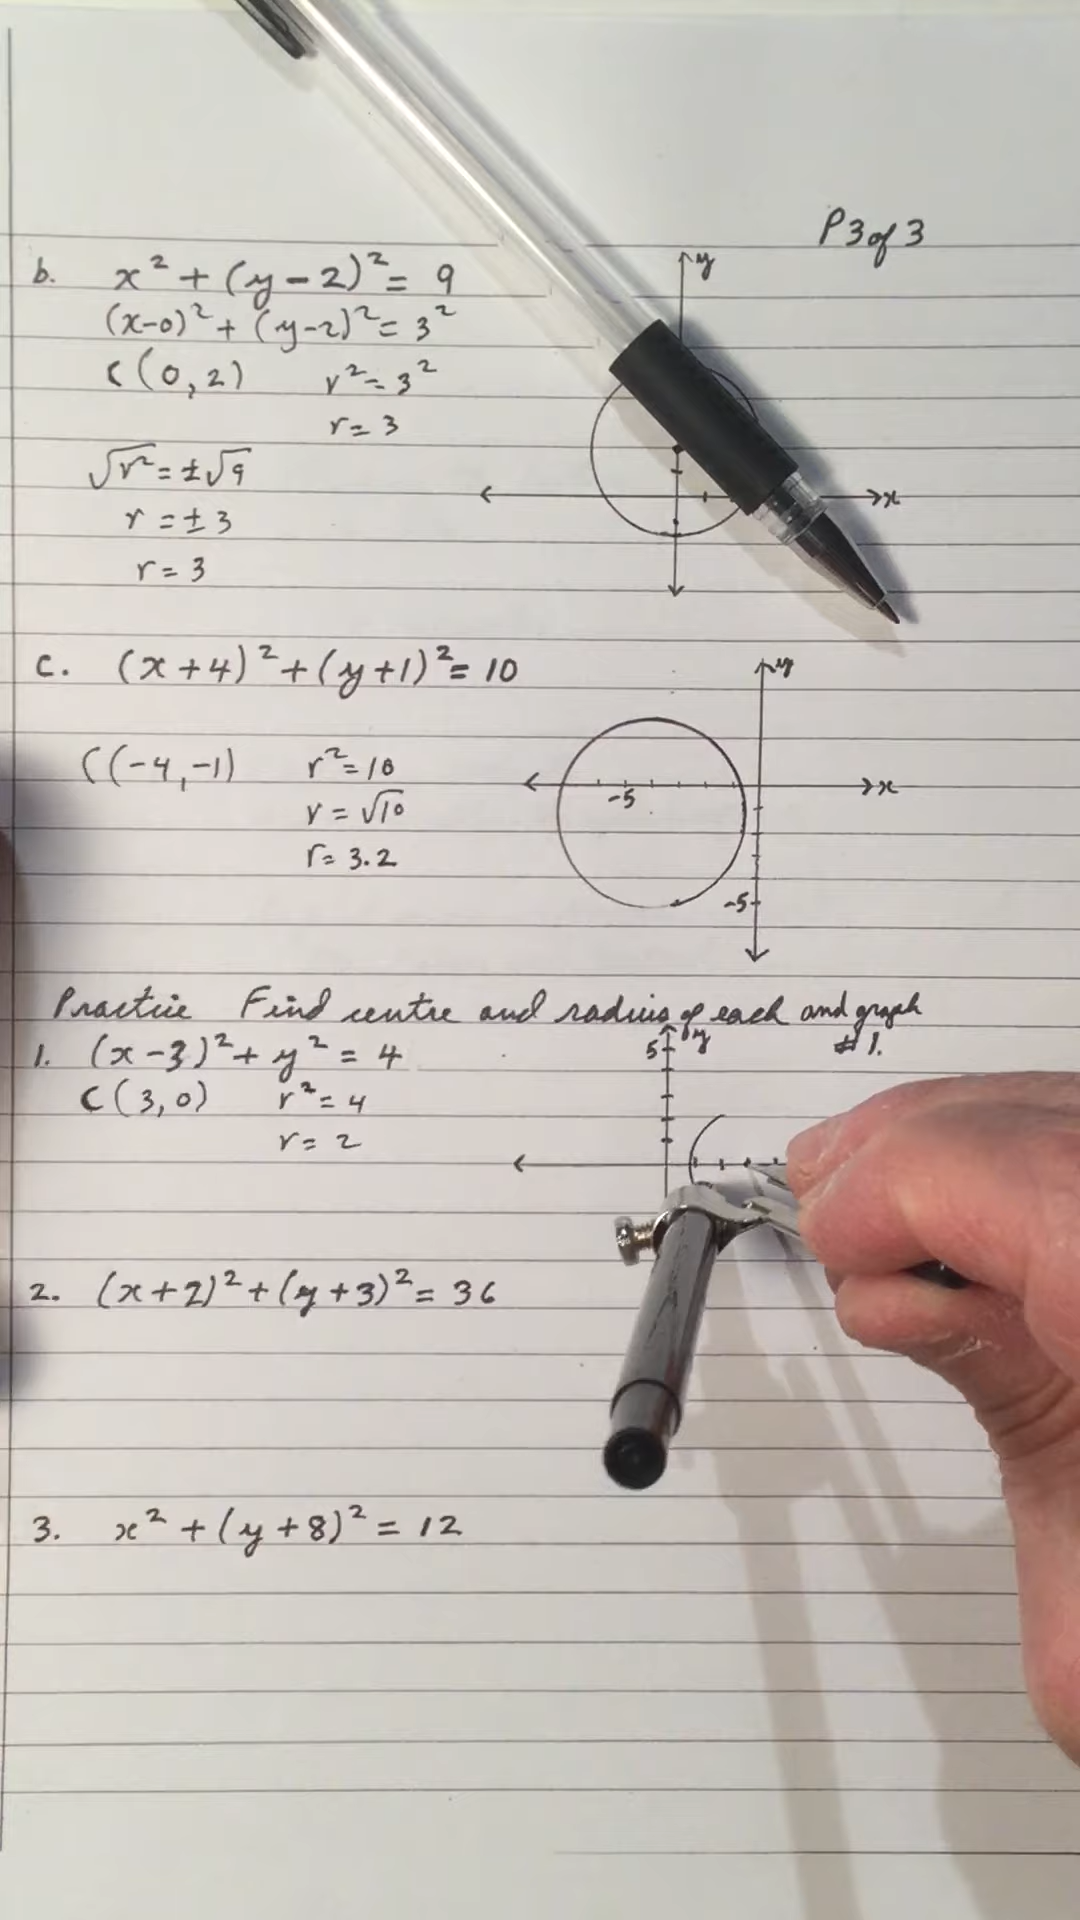 P3 of 3
b. x² + (y - 2)² = 9
(x-0)² + (y-2)² = 3²
C(0,2) r² = 3²
r = 3
√r² = ±√9
r = ±3
r = 3
y
x
c. (x+4)² + (y+1)² = 10
C(-4,-1) r² = 10
r = √10
r = 3.2
y
x
-5
-5
Practice Find centre and radius of each and graph
#1.
1. (x-3)² + y² = 4
C(3,0) r² = 4
r = 2
5
y
2. (x+2)² + (y+3)² = 36
3. x² + (y+8)² = 12